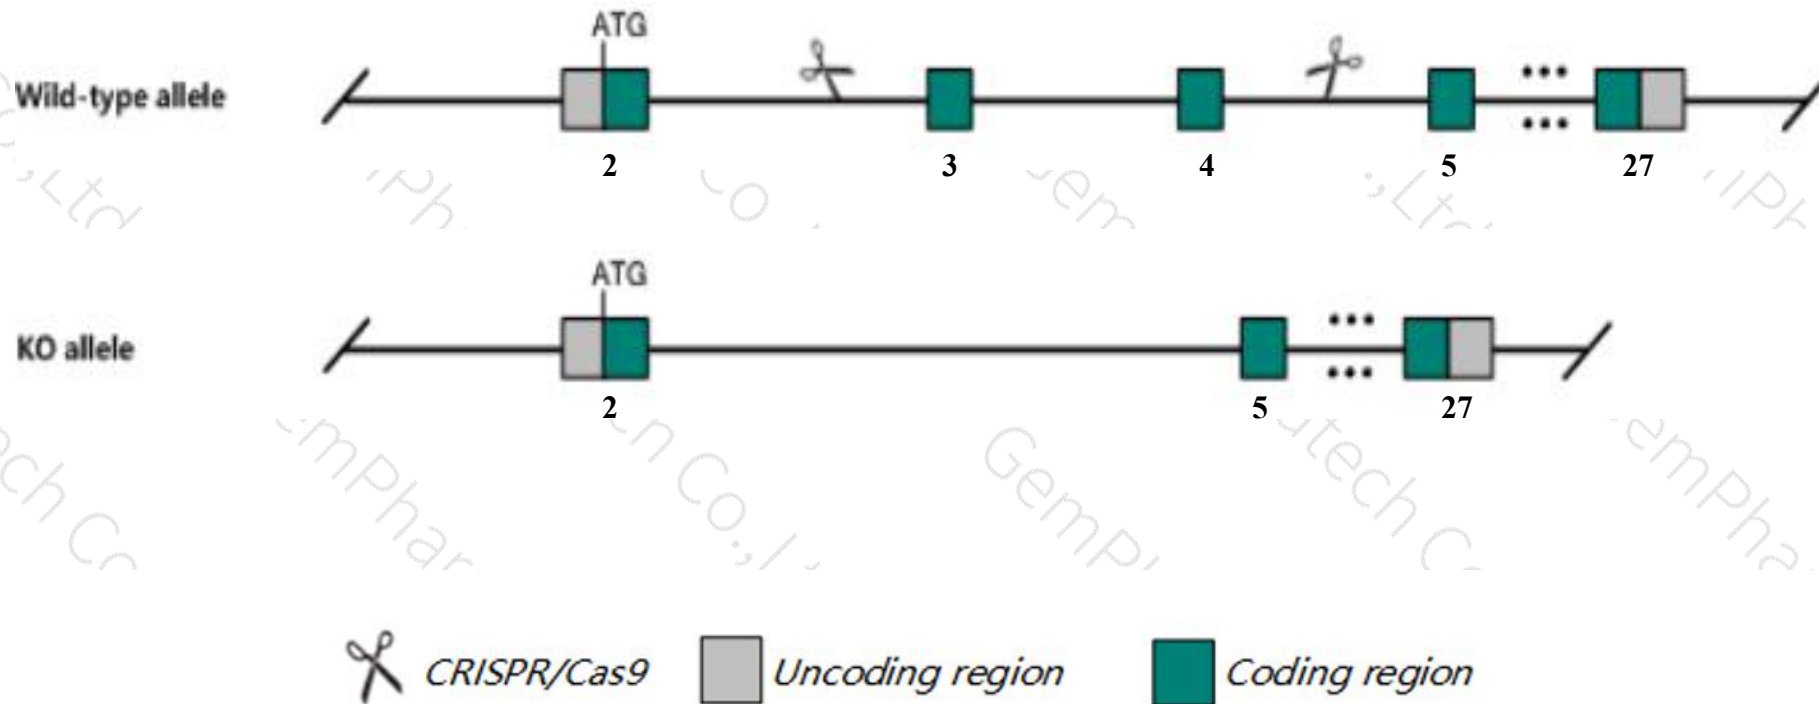 ATG
Wild-type allele
2 3 4 5 27
ATG
KO allele
2 5 27
GemP
CRISPR/Cas9 Uncoding region Coding region